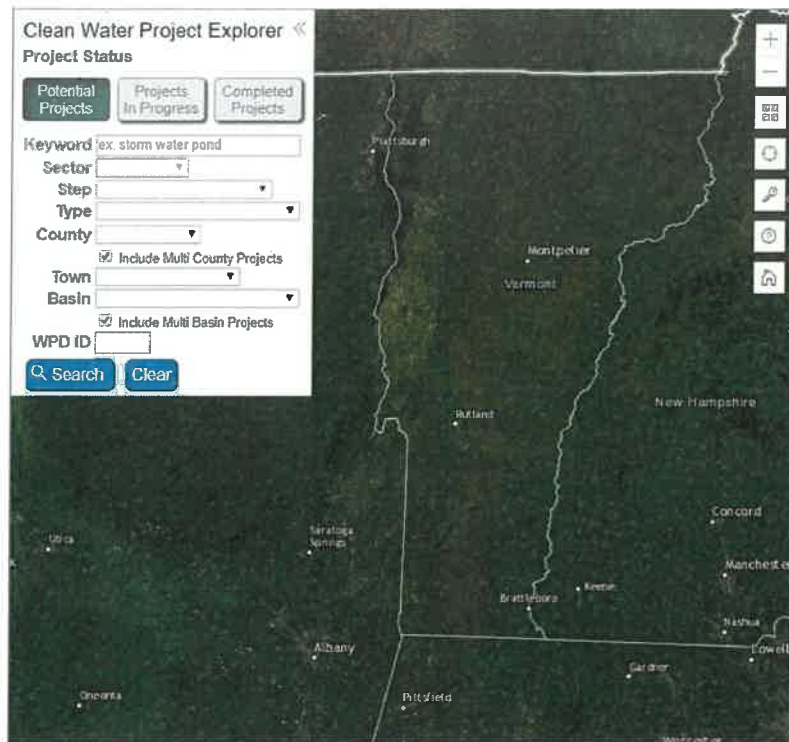 Clean Water Project Explorer «
Project Status
Potential Projects
Projects In Progress
Completed Projects
Keyword ex. storm water pond
Sector
Step
Type
County
Include Multi County Projects
Town
Basin
Include Multi Basin Projects
WPD ID
Search
Clear
+
−
Plattsburgh
Montpelier
Vermont
New Hampshire
Rutland
Concord
Saratoga
Springs
Utica
Manchester
Keene
Brattleboro
Nashua
Albany
Lowell
Gardner
Oneonta
Pittsfield